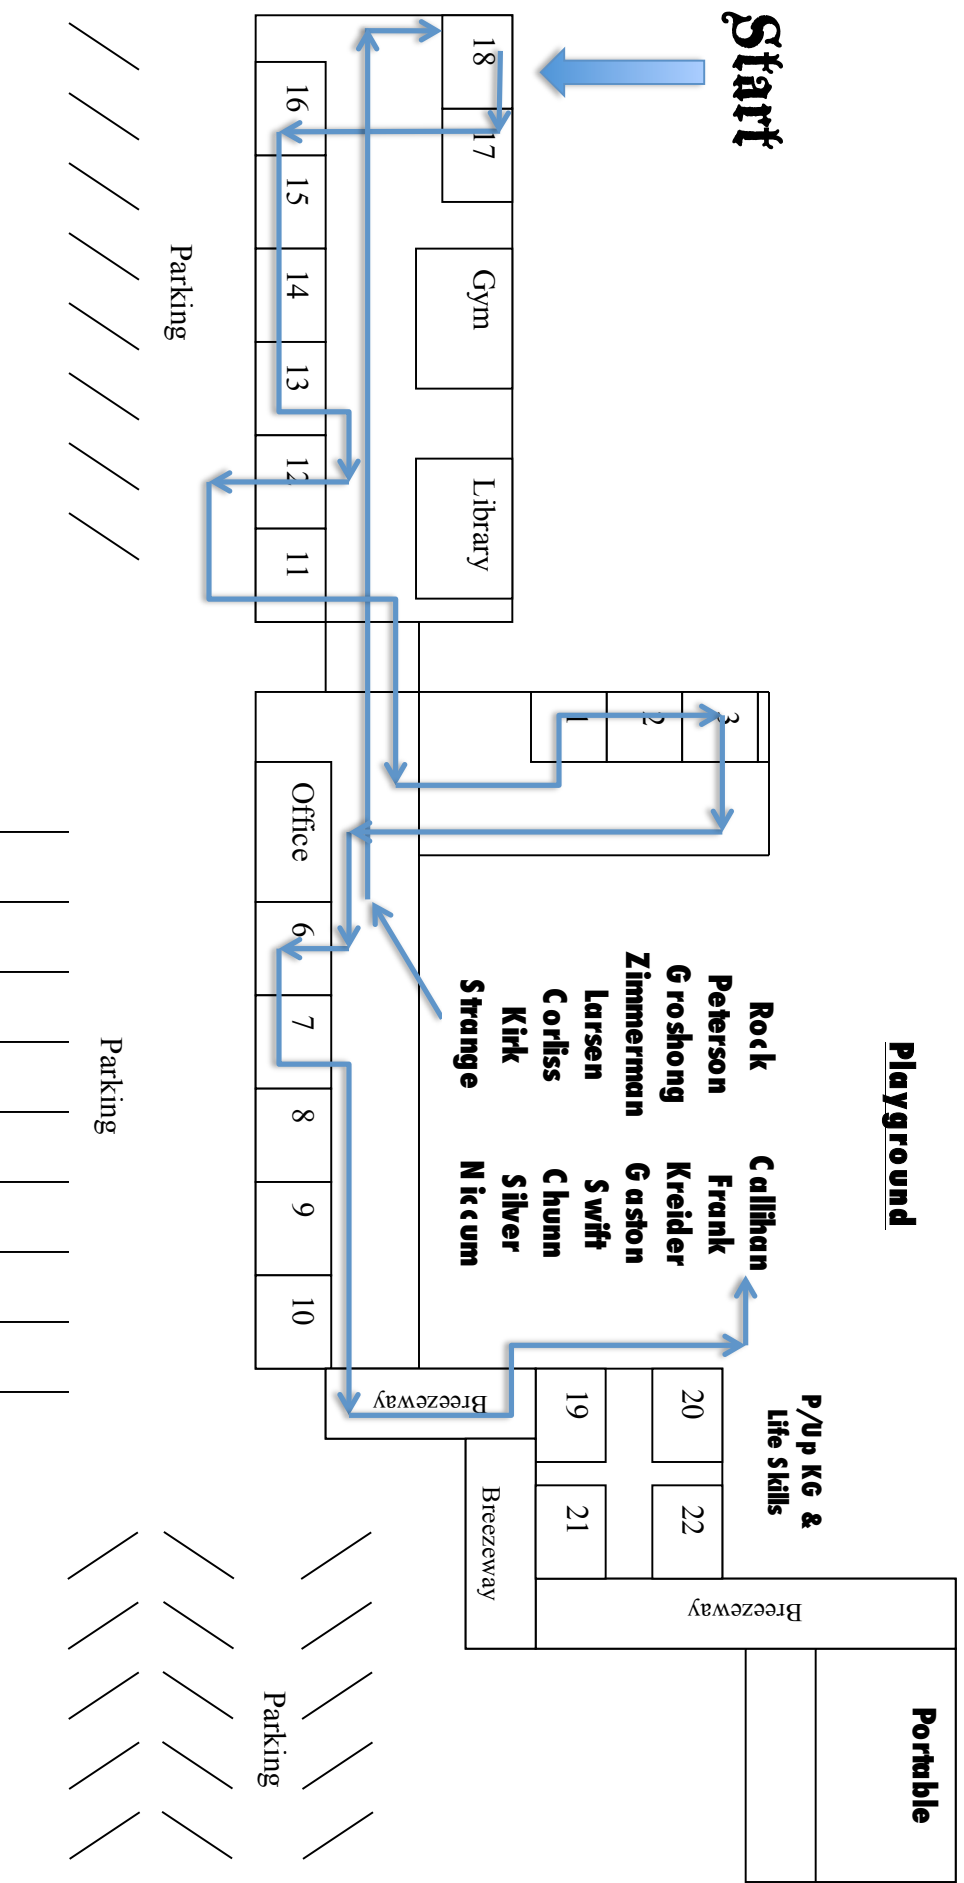 Start
Playground
Portable
P/Up KG &
Life Skills
Rock Callihan
Peterson Frank
Groshong Kreider
Zimmerman Gaston
Larsen Swift
Corliss Chunn
Kirk Silver
Strange Niccum
3
2
1
20 22
19 21
Breezeway
Breezeway
Breezeway
18 17 Gym Library
16 15 14 13 12 11
Office 6 7 8 9 10
Parking
Parking
Parking